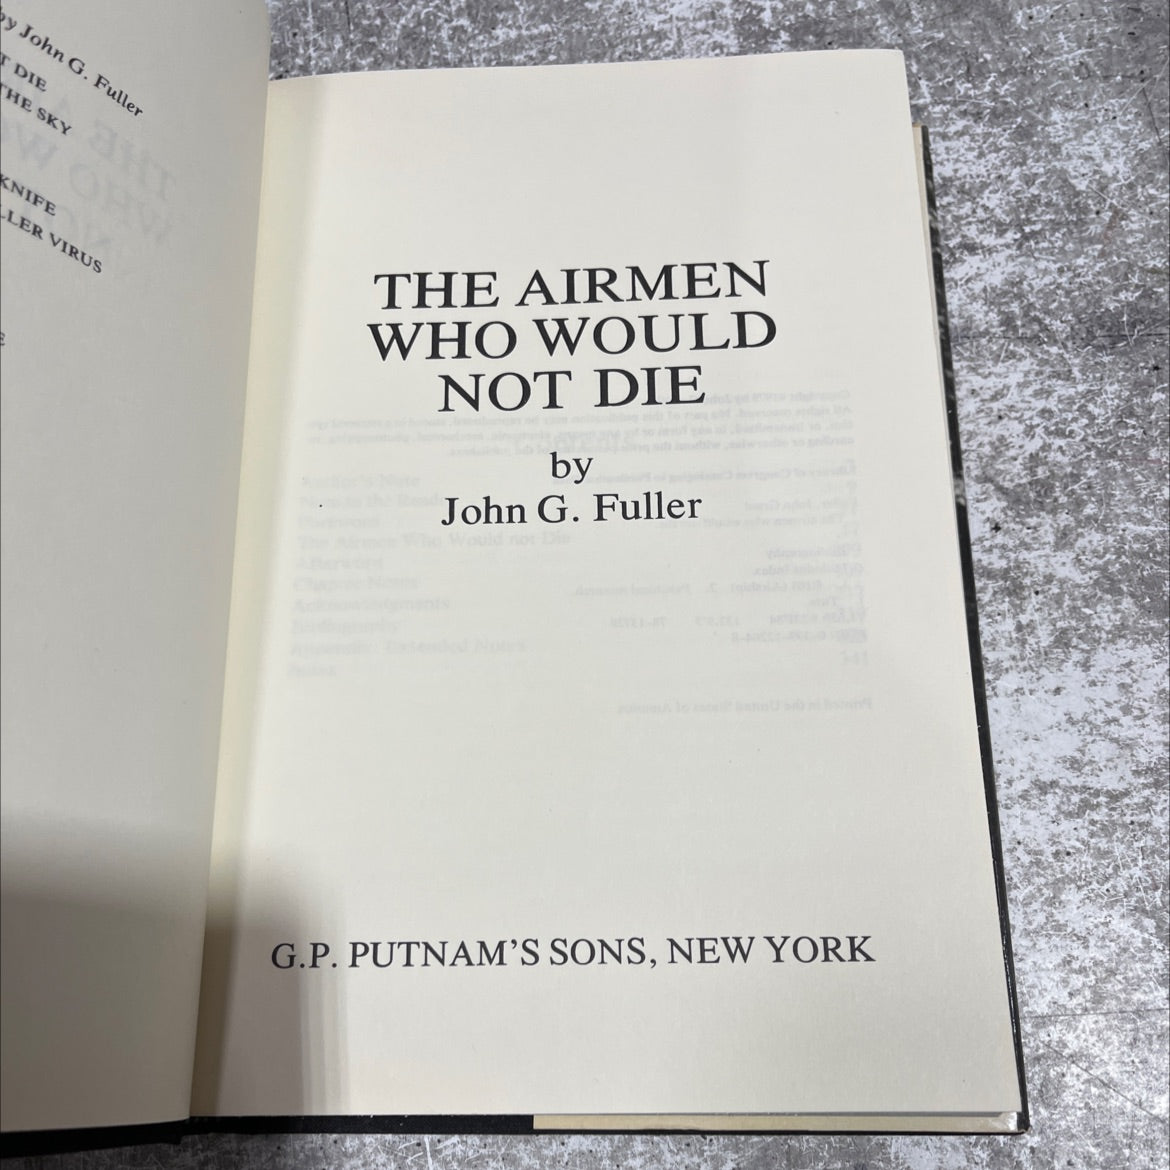 by John G. Fuller
T DIE
THE SKY
KNIFE
LLER VIRUS
E
THE AIRMEN
WHO WOULD
NOT DIE
by
John G. Fuller
G.P. PUTNAM'S SONS, NEW YORK